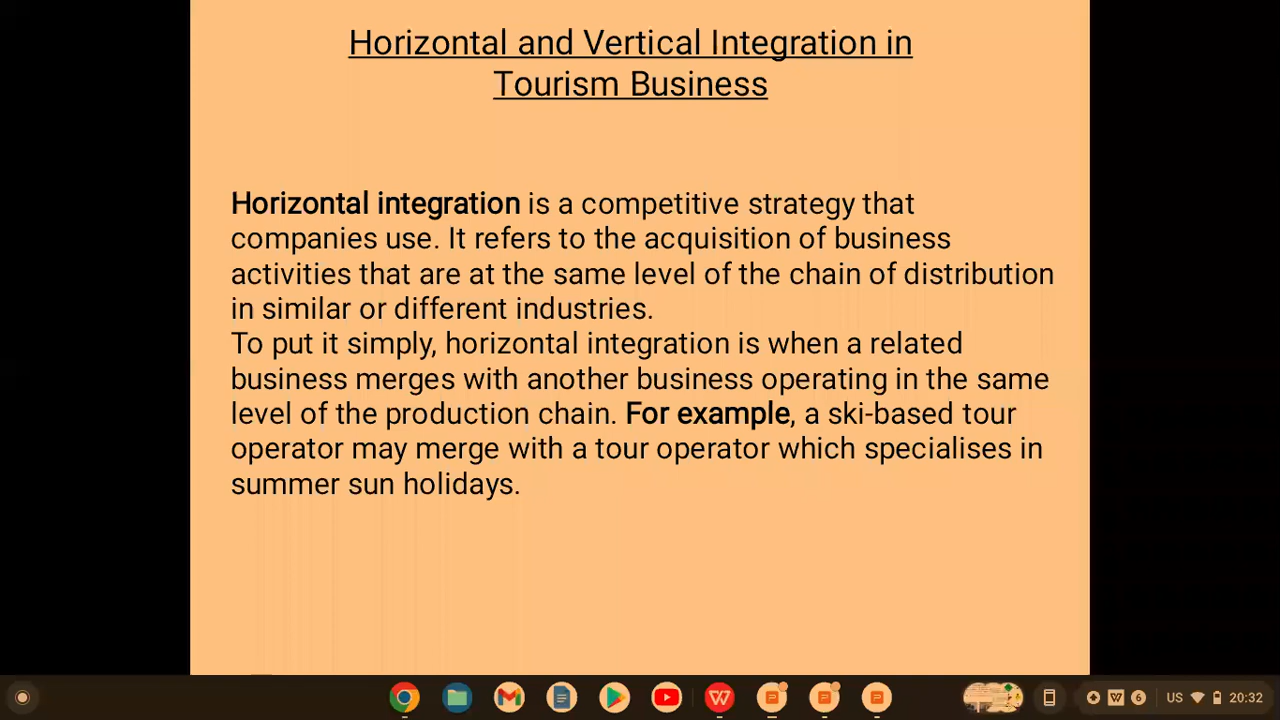 Horizontal and Vertical Integration in
Tourism Business
Horizontal integration is a competitive strategy that
companies use. It refers to the acquisition of business
activities that are at the same level of the chain of distribution
in similar or different industries.
To put it simply, horizontal integration is when a related
business merges with another business operating in the same
level of the production chain. For example, a ski-based tour
operator may merge with a tour operator which specialises in
summer sun holidays.
6 US 20:32